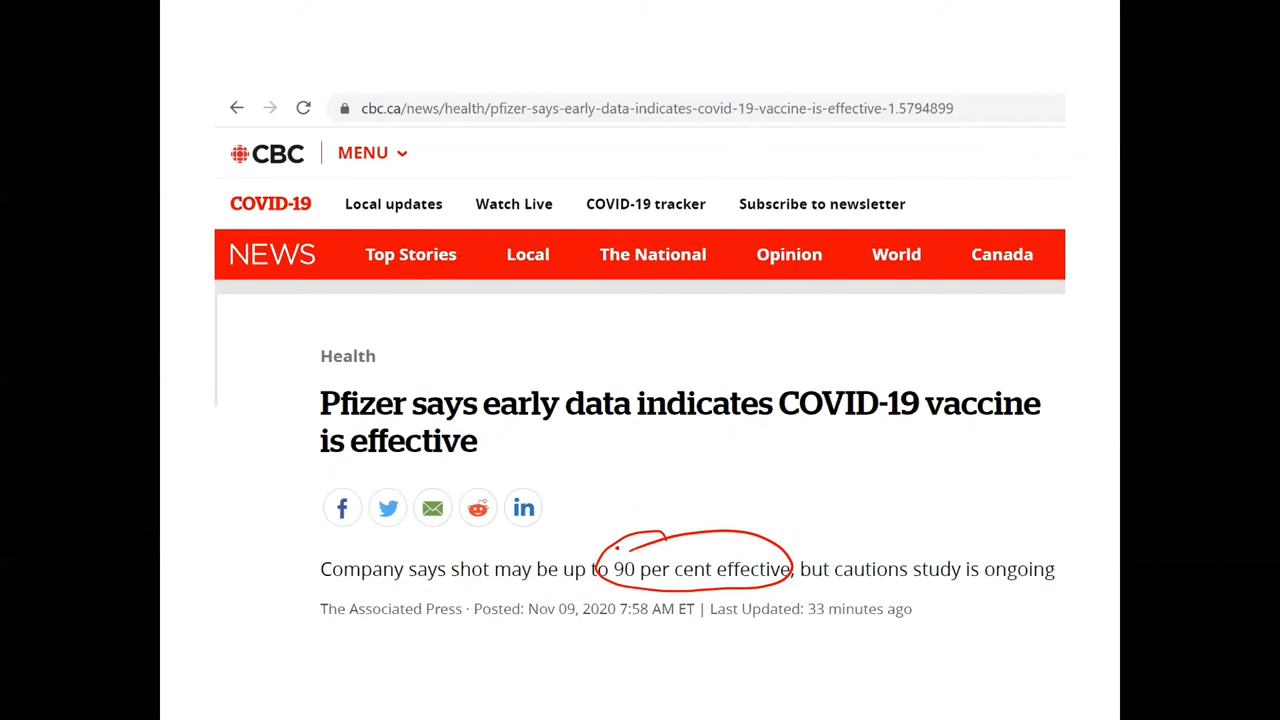 cbc.ca/news/health/pfizer-says-early-data-indicates-covid-19-vaccine-is-effective-1.5794899
CBC MENU
COVID-19 Local updates Watch Live COVID-19 tracker Subscribe to newsletter
NEWS Top Stories Local The National Opinion World Canada
Health
Pfizer says early data indicates COVID-19 vaccine
is effective
Company says shot may be up to 90 per cent effective, but cautions study is ongoing
The Associated Press · Posted: Nov 09, 2020 7:58 AM ET | Last Updated: 33 minutes ago